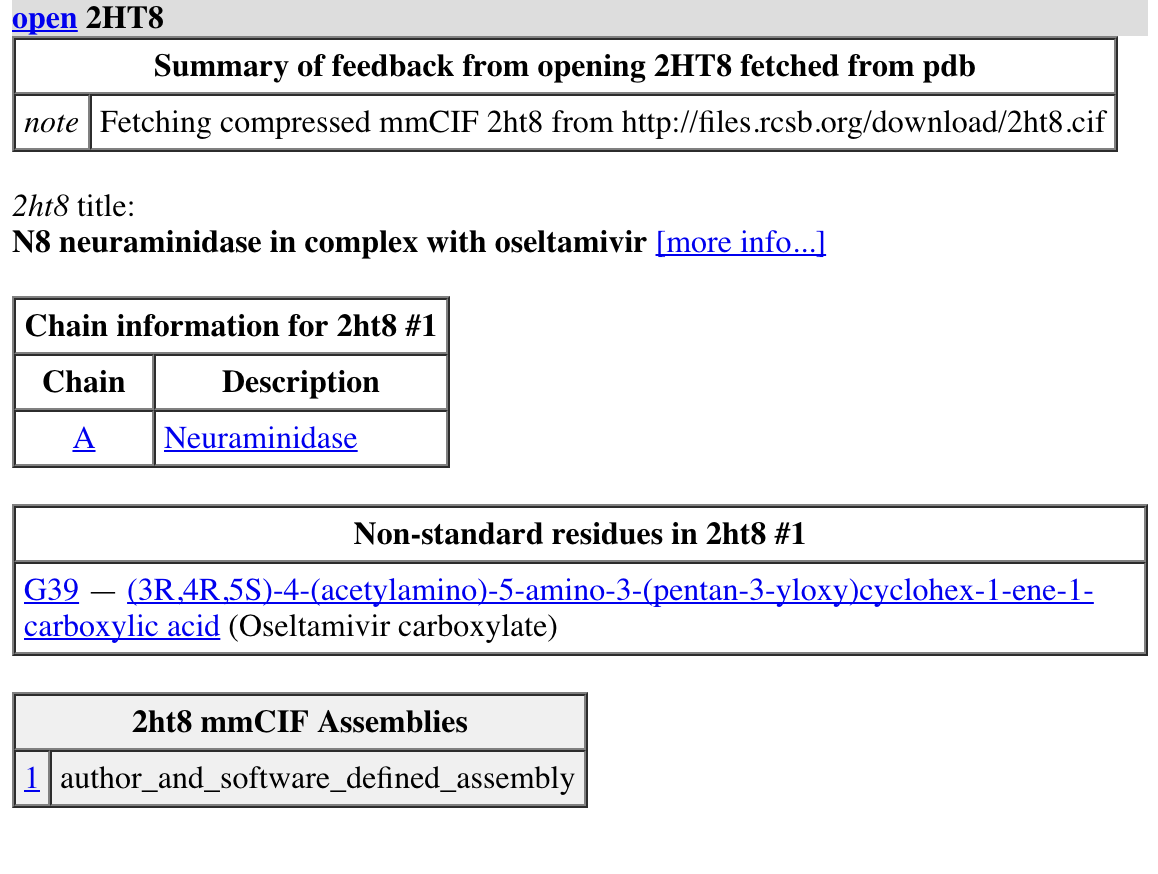 open 2HT8
Summary of feedback from opening 2HT8 fetched from pdb
note Fetching compressed mmCIF 2ht8 from http://files.rcsb.org/download/2ht8.cif
2ht8 title:
N8 neuraminidase in complex with oseltamivir [more info...]
Chain information for 2ht8 #1
Chain Description
A Neuraminidase
Non-standard residues in 2ht8 #1
G39 — (3R,4R,5S)-4-(acetylamino)-5-amino-3-(pentan-3-yloxy)cyclohex-1-ene-1-
carboxylic acid (Oseltamivir carboxylate)
2ht8 mmCIF Assemblies
1 author_and_software_defined_assembly